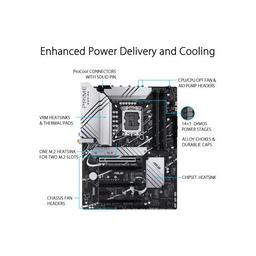 Enhanced Power Delivery and Cooling
ProCool CONNECTORS
WITH SOLID PIN
CPU/CPU OPT FAN &
AIO PUMP HEADERS
PRIME
VRM HEATSINKS
& THERMAL PADS
14+1 DrMOS
POWER STAGES
ALLOY CHOKES &
DURABLE CAPS
ONE M.2 HEATSINK
FOR TWO M.2 SLOTS
CHIPSET HEATSINK
CHASSIS FAN
HEADERS